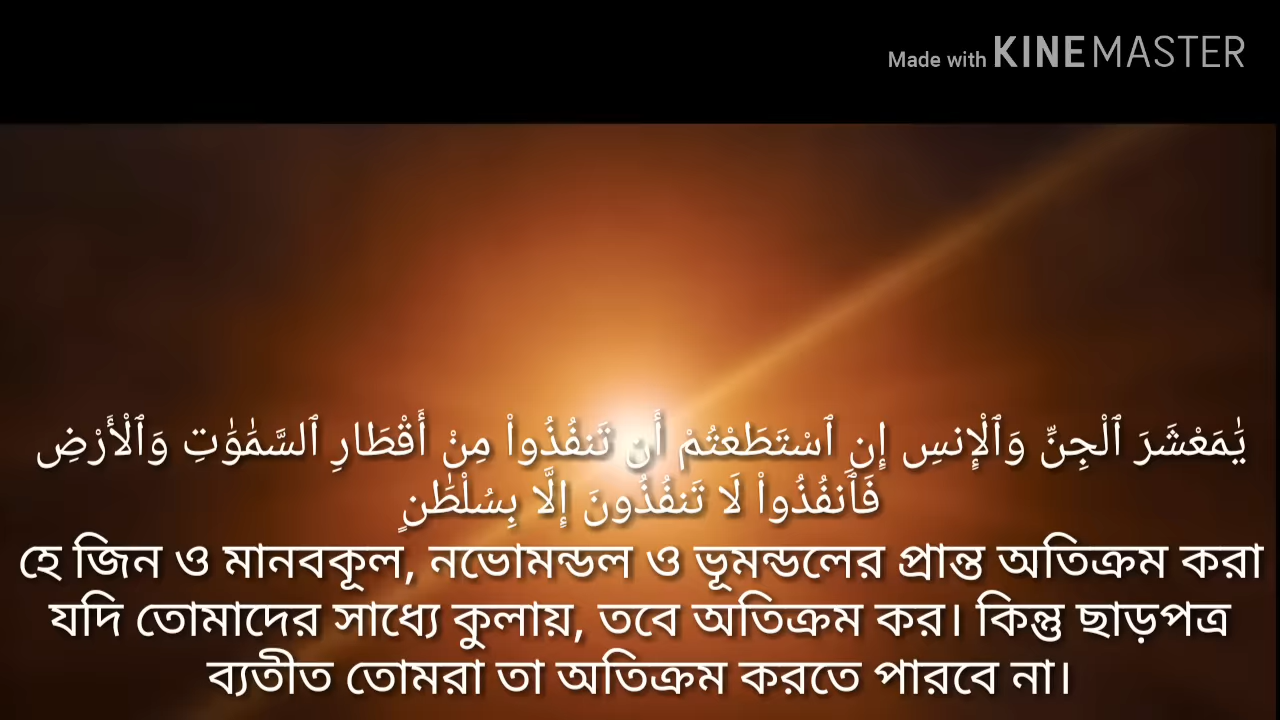 Made with KINEMASTER
يَٰمَعْشَرَ ٱلْجِنِّ وَٱلْإِنسِ إِنِ ٱسْتَطَعْتُمْ أَن تَنفُذُوا۟ مِنْ أَقْطَارِ ٱلسَّمَٰوَٰتِ وَٱلْأَرْضِ
فَٱنفُذُوا۟ لَا تَنفُذُونَ إِلَّا بِسُلْطَٰنٍ
হে জিন ও মানবকূল, নভোমন্ডল ও ভূমন্ডলের প্রান্ত অতিক্রম করা
যদি তোমাদের সাধ্যে কুলায়, তবে অতিক্রম কর। কিন্তু ছাড়পত্র
ব্যতীত তোমরা তা অতিক্রম করতে পারবে না।